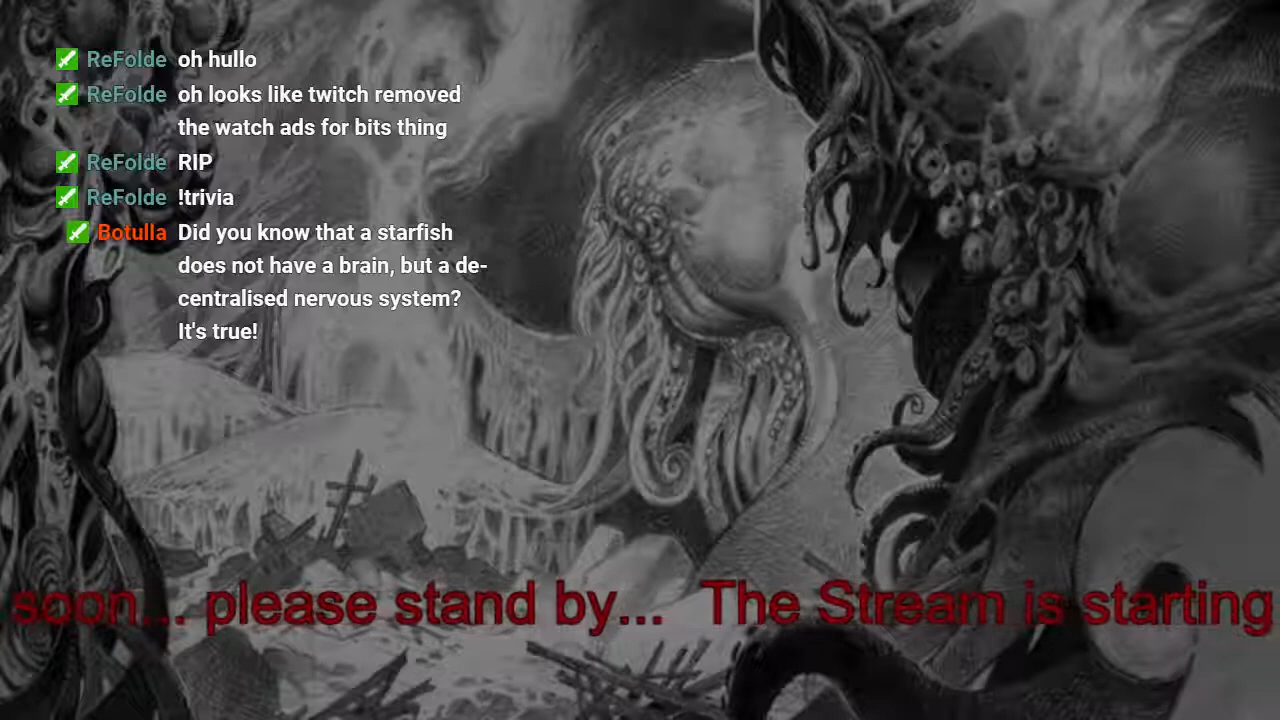 ReFolde oh hullo
ReFolde oh looks like twitch removed
the watch ads for bits thing
ReFolde RIP
ReFolde !trivia
Botulla Did you know that a starfish
does not have a brain, but a de-
centralised nervous system?
It's true!
soon... please stand by... The Stream is starting